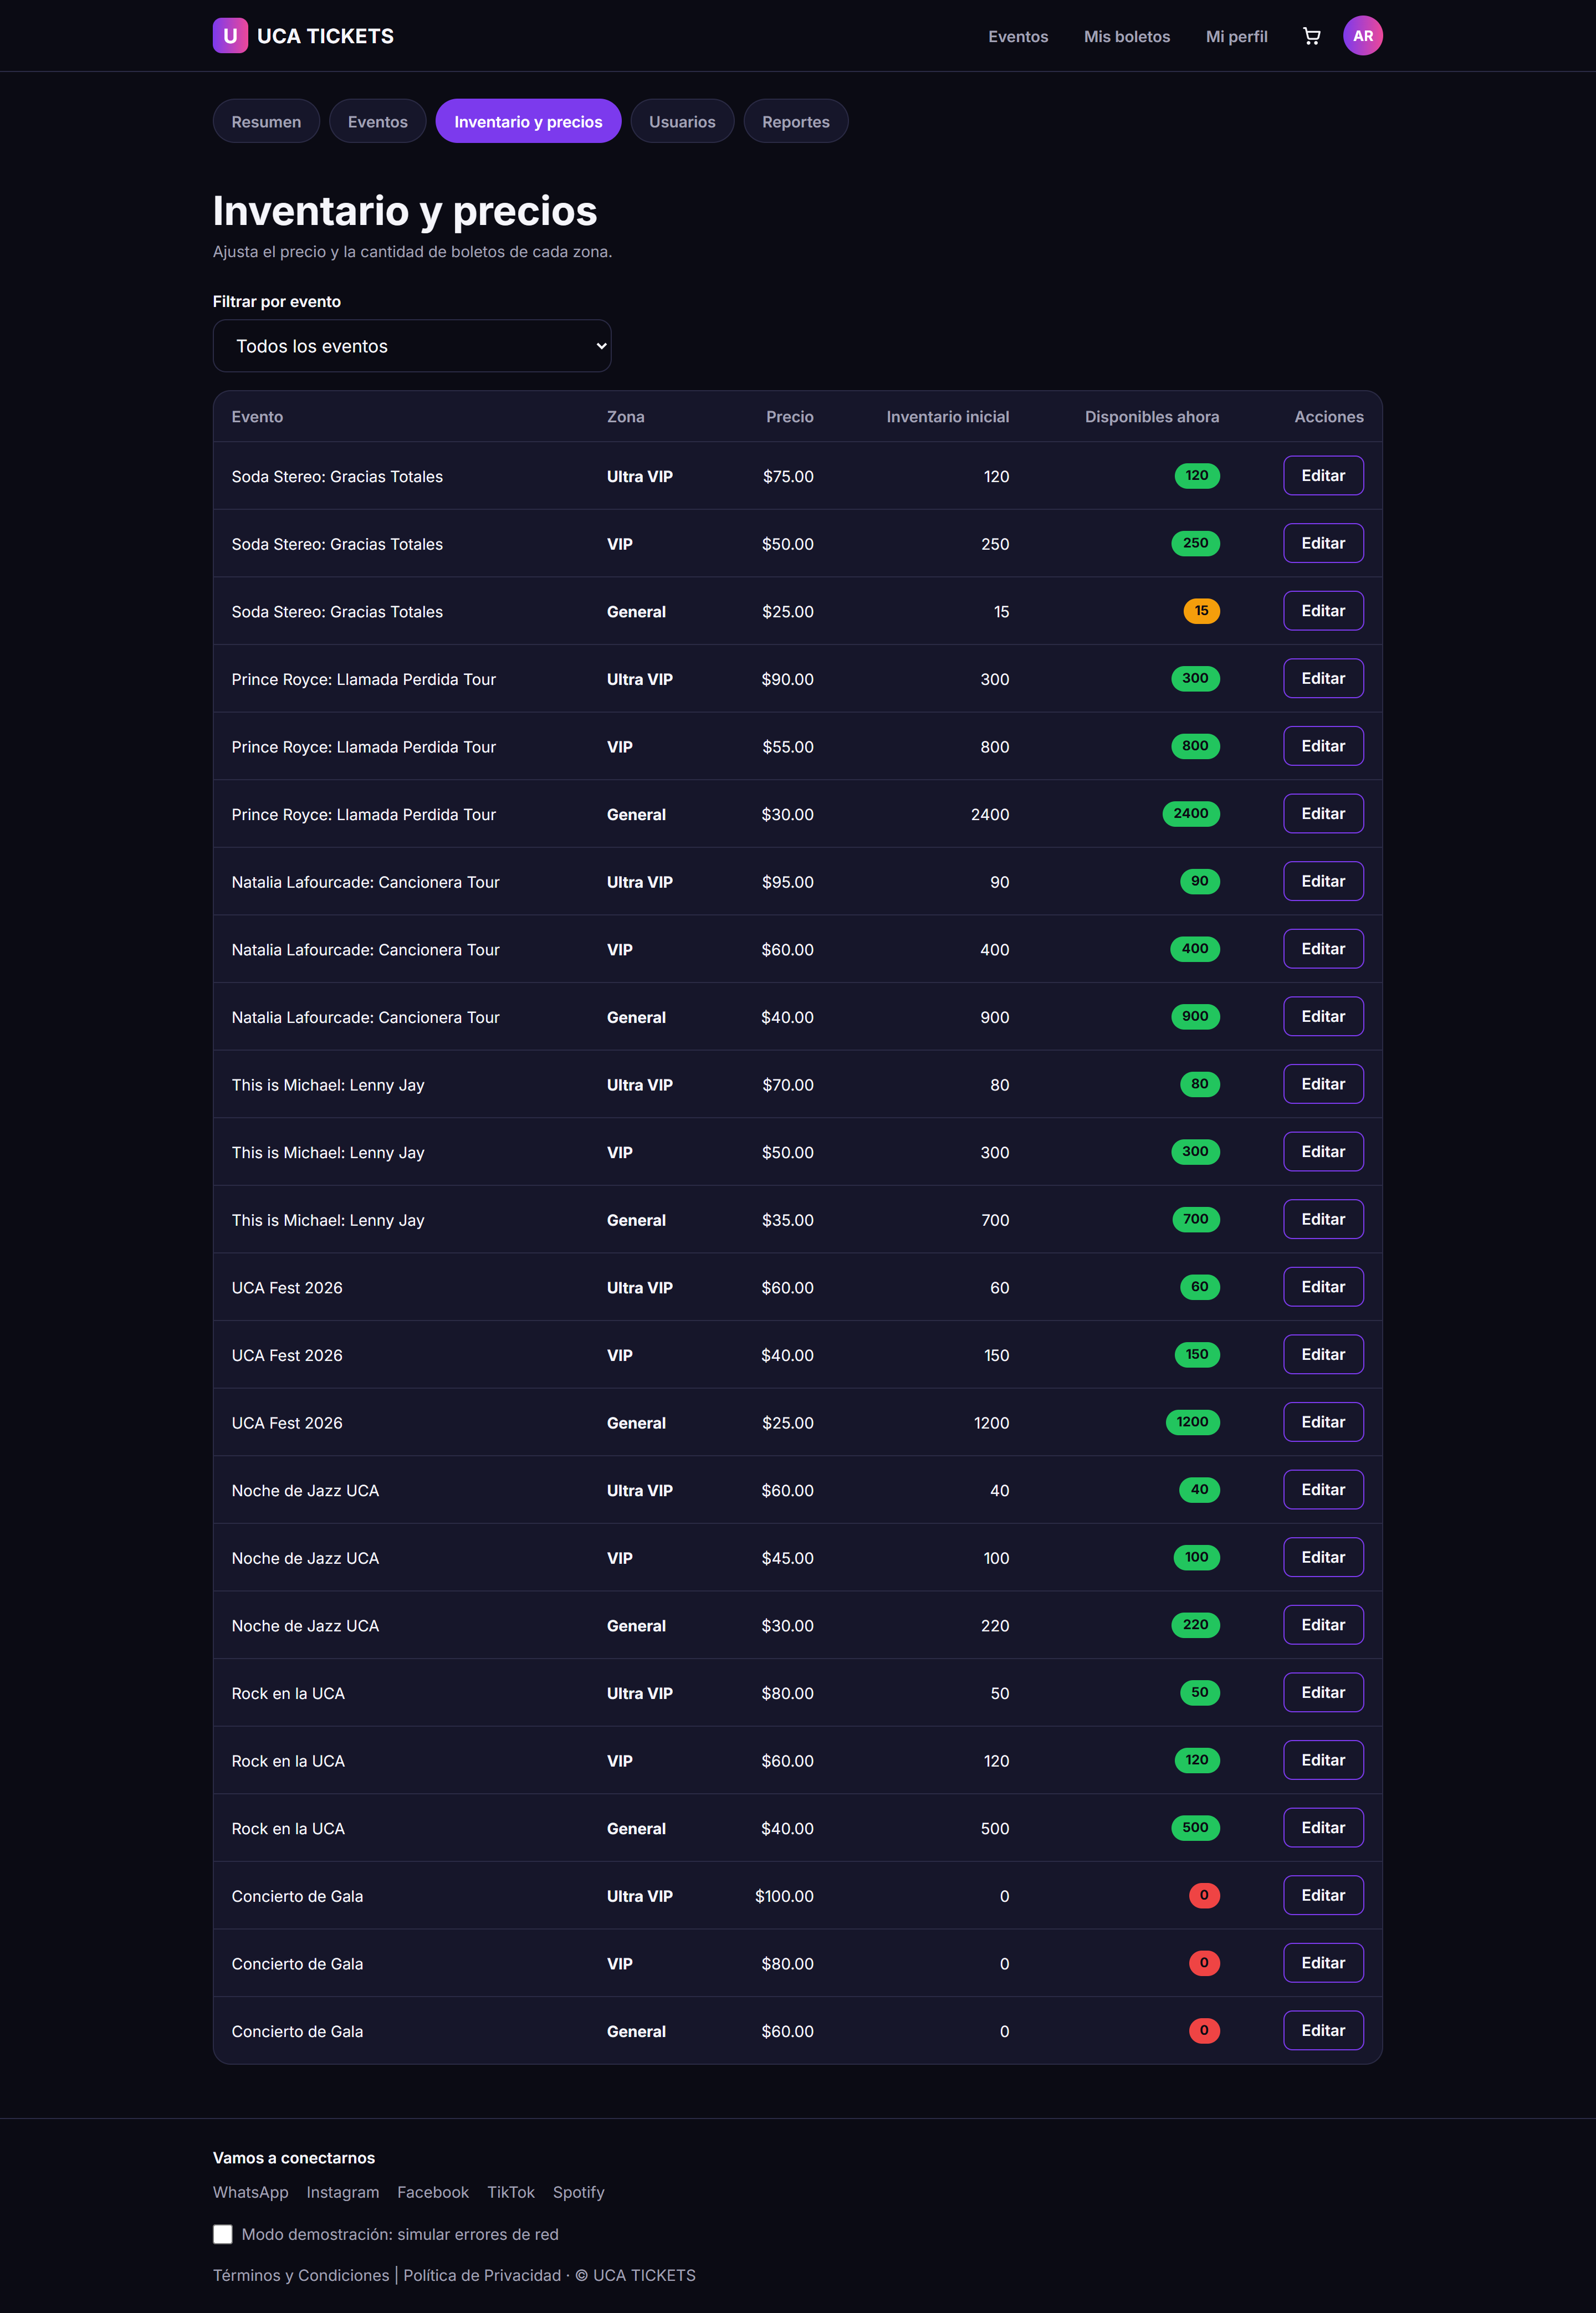 U UCA TICKETS Eventos Mis boletos Mi perfil AR
Resumen Eventos Inventario y precios Usuarios Reportes
Inventario y precios
Ajusta el precio y la cantidad de boletos de cada zona.
Filtrar por evento
Todos los eventos
Evento Zona Precio Inventario inicial Disponibles ahora Acciones
Soda Stereo: Gracias Totales Ultra VIP $75.00 120 120 Editar
Soda Stereo: Gracias Totales VIP $50.00 250 250 Editar
Soda Stereo: Gracias Totales General $25.00 15 15 Editar
Prince Royce: Llamada Perdida Tour Ultra VIP $90.00 300 300 Editar
Prince Royce: Llamada Perdida Tour VIP $55.00 800 800 Editar
Prince Royce: Llamada Perdida Tour General $30.00 2400 2400 Editar
Natalia Lafourcade: Cancionera Tour Ultra VIP $95.00 90 90 Editar
Natalia Lafourcade: Cancionera Tour VIP $60.00 400 400 Editar
Natalia Lafourcade: Cancionera Tour General $40.00 900 900 Editar
This is Michael: Lenny Jay Ultra VIP $70.00 80 80 Editar
This is Michael: Lenny Jay VIP $50.00 300 300 Editar
This is Michael: Lenny Jay General $35.00 700 700 Editar
UCA Fest 2026 Ultra VIP $60.00 60 60 Editar
UCA Fest 2026 VIP $40.00 150 150 Editar
UCA Fest 2026 General $25.00 1200 1200 Editar
Noche de Jazz UCA Ultra VIP $60.00 40 40 Editar
Noche de Jazz UCA VIP $45.00 100 100 Editar
Noche de Jazz UCA General $30.00 220 220 Editar
Rock en la UCA Ultra VIP $80.00 50 50 Editar
Rock en la UCA VIP $60.00 120 120 Editar
Rock en la UCA General $40.00 500 500 Editar
Concierto de Gala Ultra VIP $100.00 0 0 Editar
Concierto de Gala VIP $80.00 0 0 Editar
Concierto de Gala General $60.00 0 0 Editar
Vamos a conectarnos
WhatsApp Instagram Facebook TikTok Spotify
Modo demostración: simular errores de red
Términos y Condiciones | Política de Privacidad · © UCA TICKETS